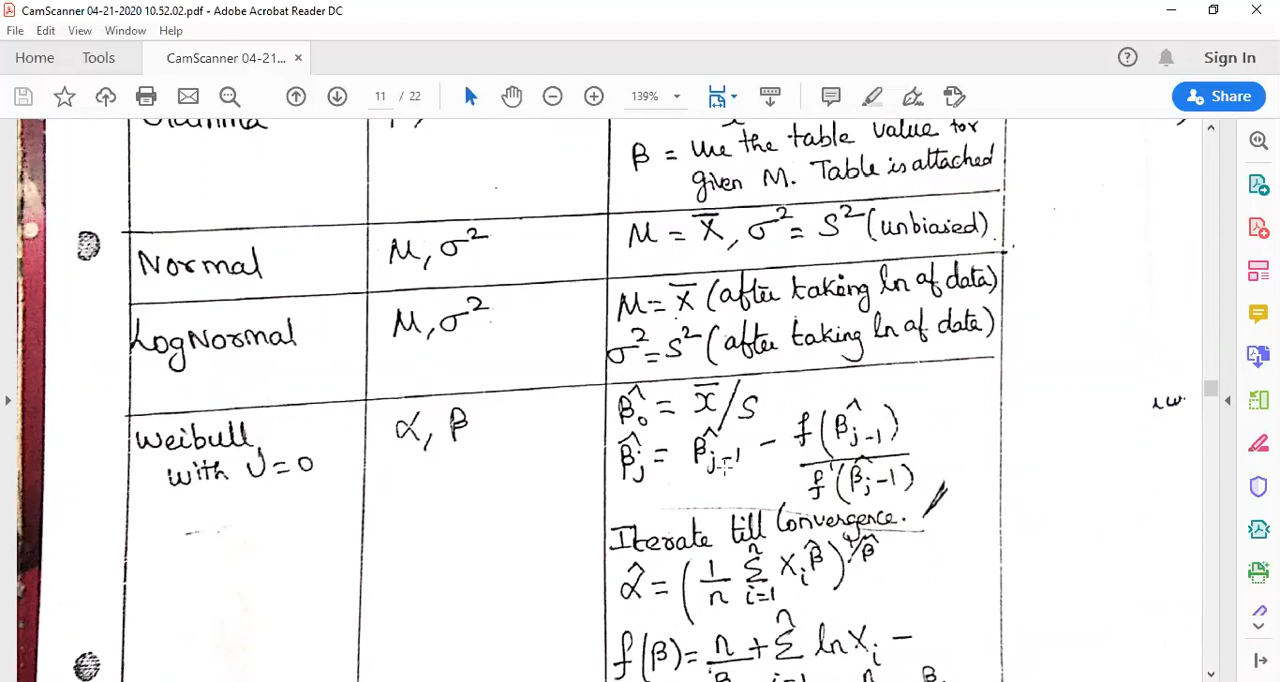 CamScanner 04-21-2020 10.52.02.pdf - Adobe Acrobat Reader DC
File Edit View Window Help
Home Tools CamScanner 04-21... × Sign In
11 / 22 139% Share
β = use the table value for
given M. Table is attached
Normal
μ, σ²
M = X̄, σ² = S² (unbiased).
LogNormal
μ, σ²
M = X̄ (after taking ln of data)
σ² = S² (after taking ln of data)
Weibull,
with ν = 0
α, β
β̂₀ = x̄/S
β̂j = β̂j-1 - f(β̂j-1) / f'(β̂j-1)
Iterate till Convergence.
α̂ = (1/n Σ i=1 n Xi^β̂)^1/β̂
f(β) = n/β + Σ i=1 n ln Xi -